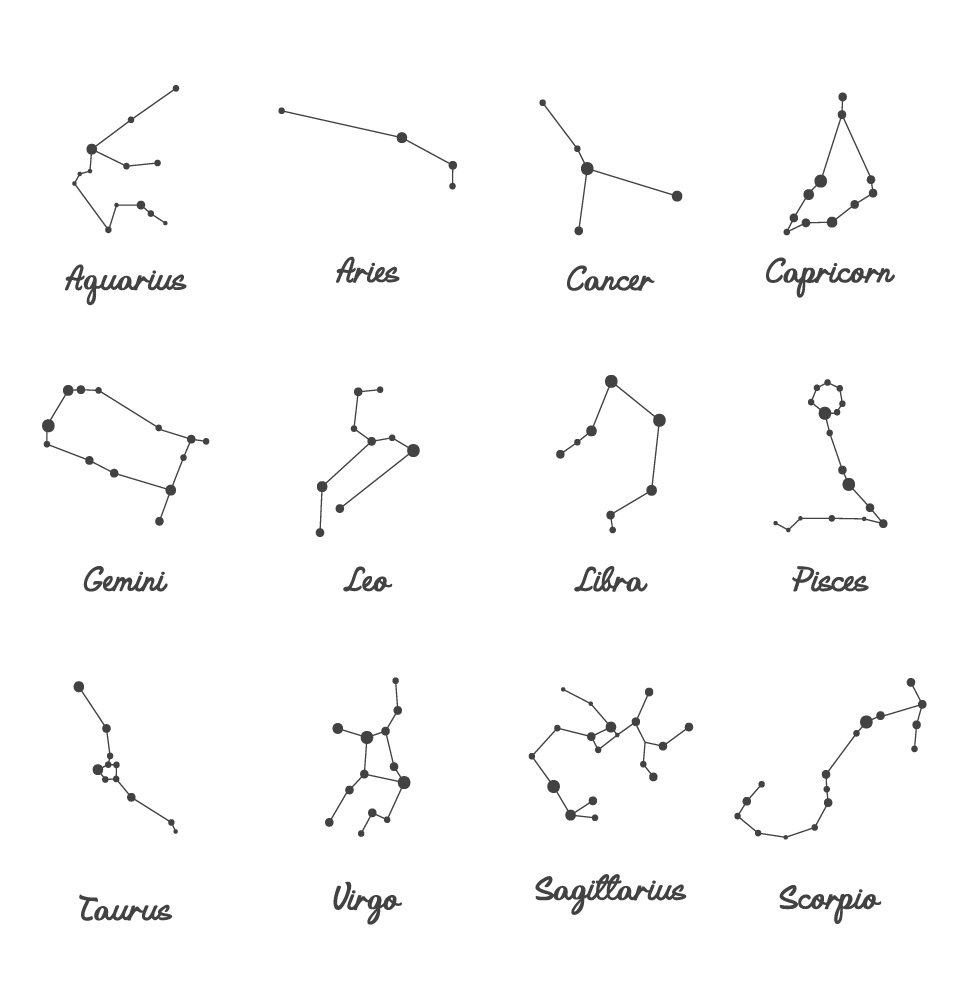 Aquarius
Aries
Cancer
Capricorn
Gemini
Leo
Libra
Pisces
Taurus
Virgo
Sagittarius
Scorpio